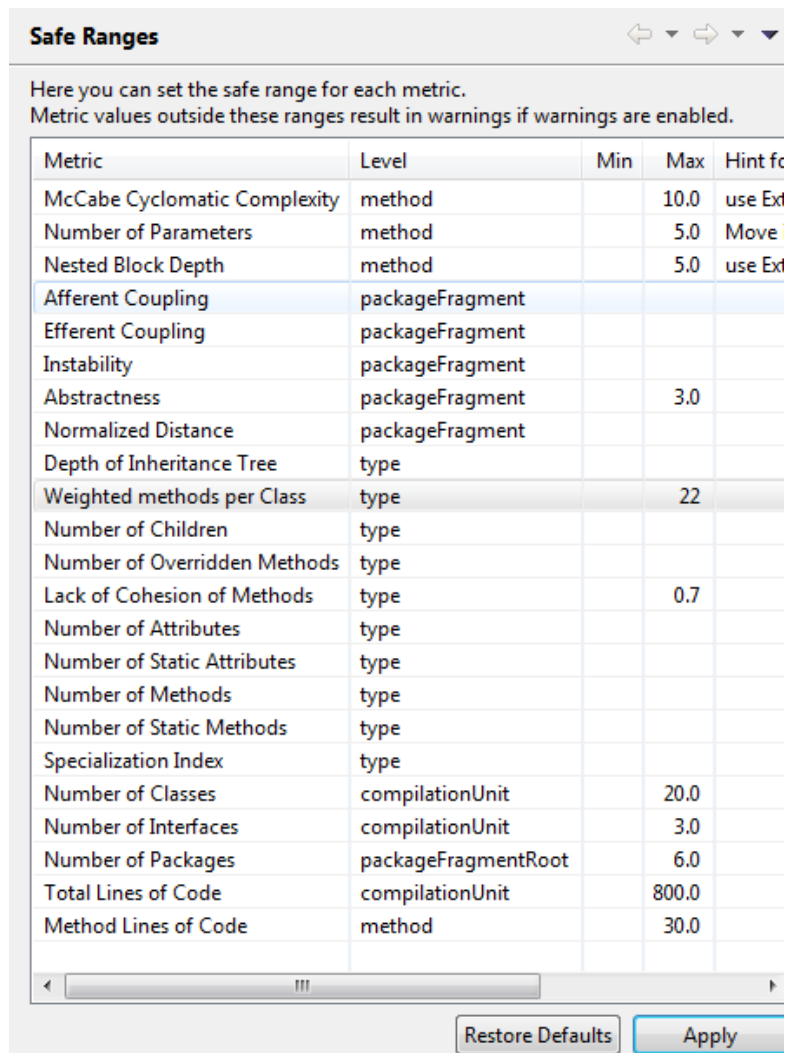 Safe Ranges
Here you can set the safe range for each metric.
Metric values outside these ranges result in warnings if warnings are enabled.
Metric Level Min Max Hint fo
McCabe Cyclomatic Complexity method 10.0 use Ext
Number of Parameters method 5.0 Move
Nested Block Depth method 5.0 use Ext
Afferent Coupling packageFragment
Efferent Coupling packageFragment
Instability packageFragment
Abstractness packageFragment 3.0
Normalized Distance packageFragment
Depth of Inheritance Tree type
Weighted methods per Class type 22
Number of Children type
Number of Overridden Methods type
Lack of Cohesion of Methods type 0.7
Number of Attributes type
Number of Static Attributes type
Number of Methods type
Number of Static Methods type
Specialization Index type
Number of Classes compilationUnit 20.0
Number of Interfaces compilationUnit 3.0
Number of Packages packageFragmentRoot 6.0
Total Lines of Code compilationUnit 800.0
Method Lines of Code method 30.0
Restore Defaults Apply